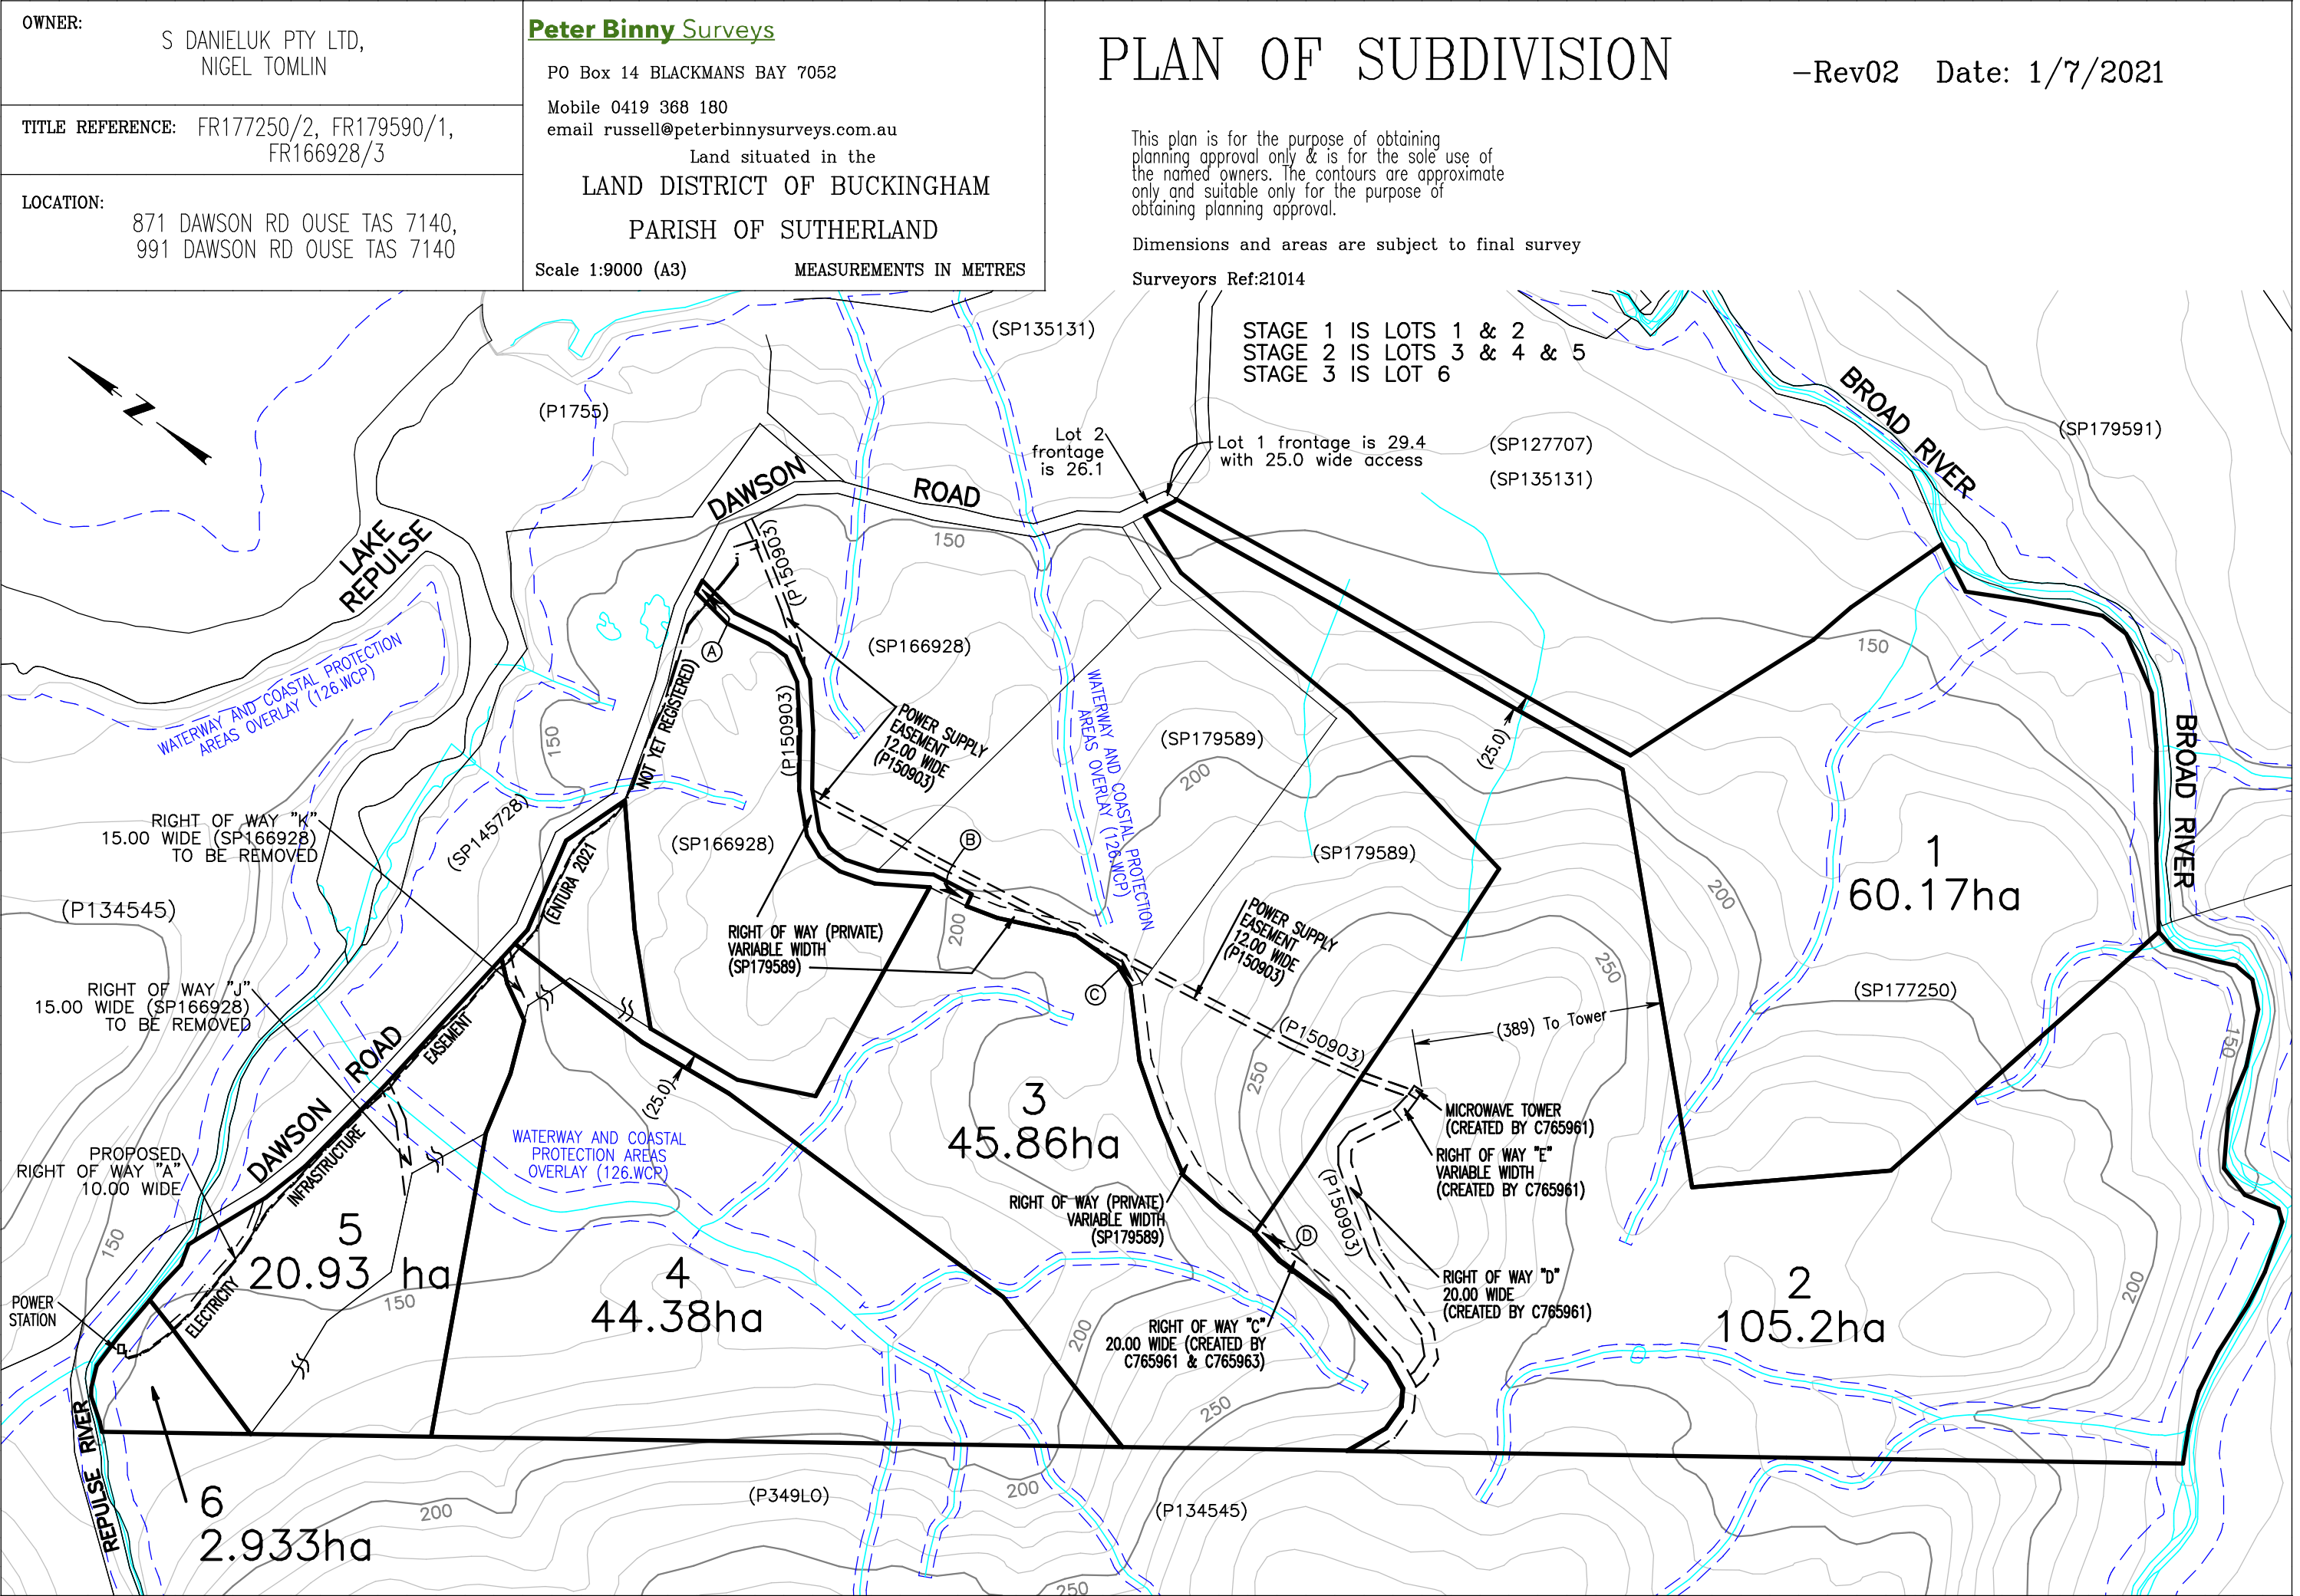 OWNER:
S DANIELUK PTY LTD,
NIGEL TOMLIN
TITLE REFERENCE: FR177250/2, FR179590/1,
FR166928/3
LOCATION:
871 DAWSON RD OUSE TAS 7140,
991 DAWSON RD OUSE TAS 7140
Peter Binny Surveys
PO Box 14 BLACKMANS BAY 7052
Mobile 0419 368 180
email russell@peterbinnysurveys.com.au
Land situated in the
LAND DISTRICT OF BUCKINGHAM
PARISH OF SUTHERLAND
Scale 1:9000 (A3) MEASUREMENTS IN METRES
PLAN OF SUBDIVISION
-Rev02 Date: 1/7/2021
This plan is for the purpose of obtaining
planning approval only & is for the sole use of
the named owners. The contours are approximate
only and suitable only for the purpose of
obtaining planning approval.
Dimensions and areas are subject to final survey
Surveyors Ref:21014
(SP135131)
STAGE 1 IS LOTS 1 & 2
STAGE 2 IS LOTS 3 & 4 & 5
STAGE 3 IS LOT 6
BROAD RIVER
(SP179591)
Z
(P1755)
Lot 2
frontage
is 26.1
Lot 1 frontage is 29.4
with 25.0 wide access
(SP127707)
(SP135131)
DAWSON
ROAD
LAKE
REPULSE
150
(P150903)
(P150903)
WATERWAY AND COASTAL PROTECTION
AREAS OVERLAY (126.WCP)
A
(SP166928)
150
150
NOT YET REGISTERED)
(P150903)
POWER SUPPLY
EASEMENT
12.00 WIDE
(P150903)
WATERWAY AND COASTAL PROTECTION
AREAS OVERLAY (126.WCP)
(SP179589)
200
(25.0)
BROAD RIVER
RIGHT OF WAY "K"
15.00 WIDE (SP166928)
TO BE REMOVED
(SP145728)
(SP166928)
B
(SP179589)
1
60.17ha
200
(ENTURA 2021
(P134545)
RIGHT OF WAY (PRIVATE)
VARIABLE WIDTH
(SP179589)
200
POWER SUPPLY
EASEMENT
12.00 WIDE
(P150903)
250
C
RIGHT OF WAY "J"
15.00 WIDE (SP166928)
TO BE REMOVED
(SP177250)
(389) To Tower
150
EASEMENT
DAWSON ROAD
(P150903)
250
(25.0)
3
45.86ha
MICROWAVE TOWER
(CREATED BY C765961)
PROPOSED
RIGHT OF WAY "A"
10.00 WIDE
INFRASTRUCTURE
WATERWAY AND COASTAL
PROTECTION AREAS
OVERLAY (126.WCP)
RIGHT OF WAY "E"
VARIABLE WIDTH
(CREATED BY C765961)
(P150903)
RIGHT OF WAY (PRIVATE)
VARIABLE WIDTH
(SP179589)
D
150
5
20.93 ha
4
44.38ha
150
RIGHT OF WAY "D"
20.00 WIDE
(CREATED BY C765961)
2
105.2ha
200
POWER
STATION
ELECTRICITY
200
RIGHT OF WAY "C"
20.00 WIDE (CREATED BY
C765961 & C765963)
250
REPULSE RIVER
6
2.933ha
200
(P349LO)
200
(P134545)
250